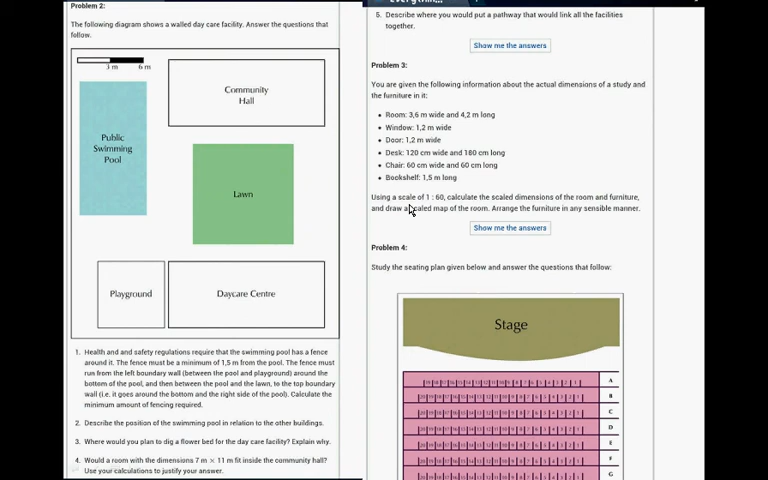 Problem 2:
The following diagram shows a walled day care facility. Answer the questions that
follow.
3 m 6 m
Community
Hall
Public
Swimming
Pool
Lawn
Playground
Daycare Centre
1. Health and and safety regulations require that the swimming pool has a fence
around it. The fence must be a minimum of 1,5 m from the pool. The fence must
run from the left boundary wall (between the pool and playground) around the
bottom of the pool, and then between the pool and the lawn, to the top boundary
wall (i.e. it goes around the bottom and the right side of the pool). Calculate the
minimum amount of fencing required.
2. Describe the position of the swimming pool in relation to the other buildings.
3. Where would you plan to dig a flower bed for the day care facility? Explain why.
4. Would a room with the dimensions 7 m × 11 m fit inside the community hall?
Use your calculations to justify your answer.
5. Describe where you would put a pathway that would link all the facilities
together.
Show me the answers
Problem 3:
You are given the following information about the actual dimensions of a study and
the furniture in it:
• Room: 3,6 m wide and 4,2 m long
• Window: 1,2 m wide
• Door: 1,2 m wide
• Desk: 120 cm wide and 180 cm long
• Chair: 60 cm wide and 60 cm long
• Bookshelf: 1,5 m long
Using a scale of 1 : 60, calculate the scaled dimensions of the room and furniture,
and draw a scaled map of the room. Arrange the furniture in any sensible manner.
Show me the answers
Problem 4:
Study the seating plan given below and answer the questions that follow:
Stage
A
B
C
D
E
F
G